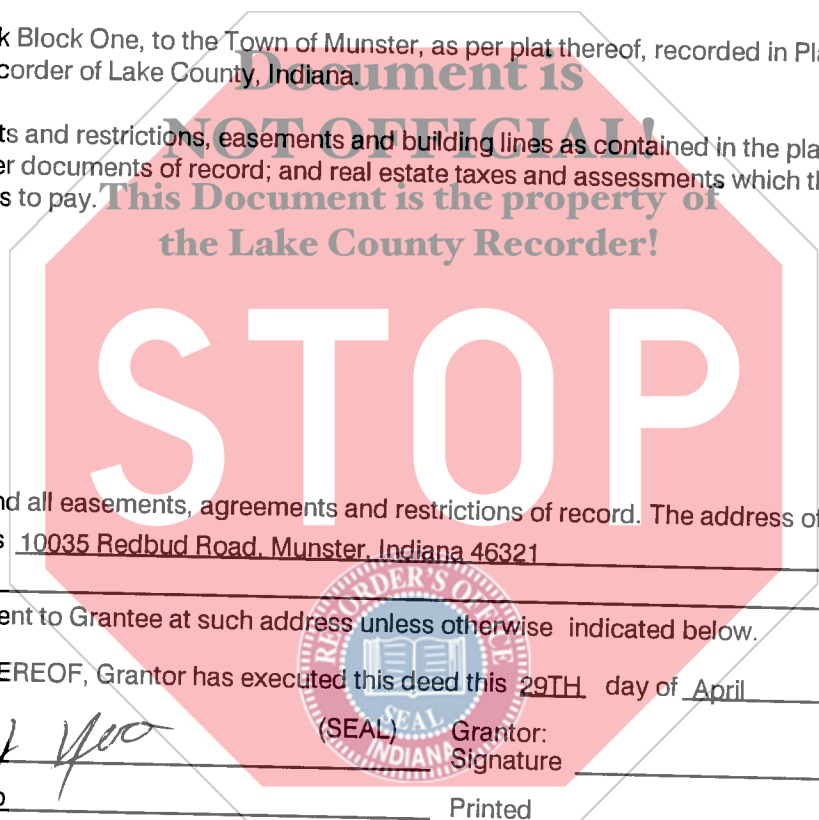 k Block One, to the Town of Munster, as per plat thereof, recorded in Pla
corder of Lake County, Indiana.
Document is
NOT OFFICIAL!
ts and restrictions, easements and building lines as contained in the pla
er documents of record; and real estate taxes and assessments which th
s to pay.
This Document is the property of
the Lake County Recorder!
STOP
nd all easements, agreements and restrictions of record. The address of
s 10035 Redbud Road, Munster, Indiana 46321
RECORDER'S OFFICE
SEAL
INDIANA
ent to Grantee at such address unless otherwise indicated below.
EREOF, Grantor has executed this deed this 29TH day of April
(SEAL) Grantor:
Signature
Printed